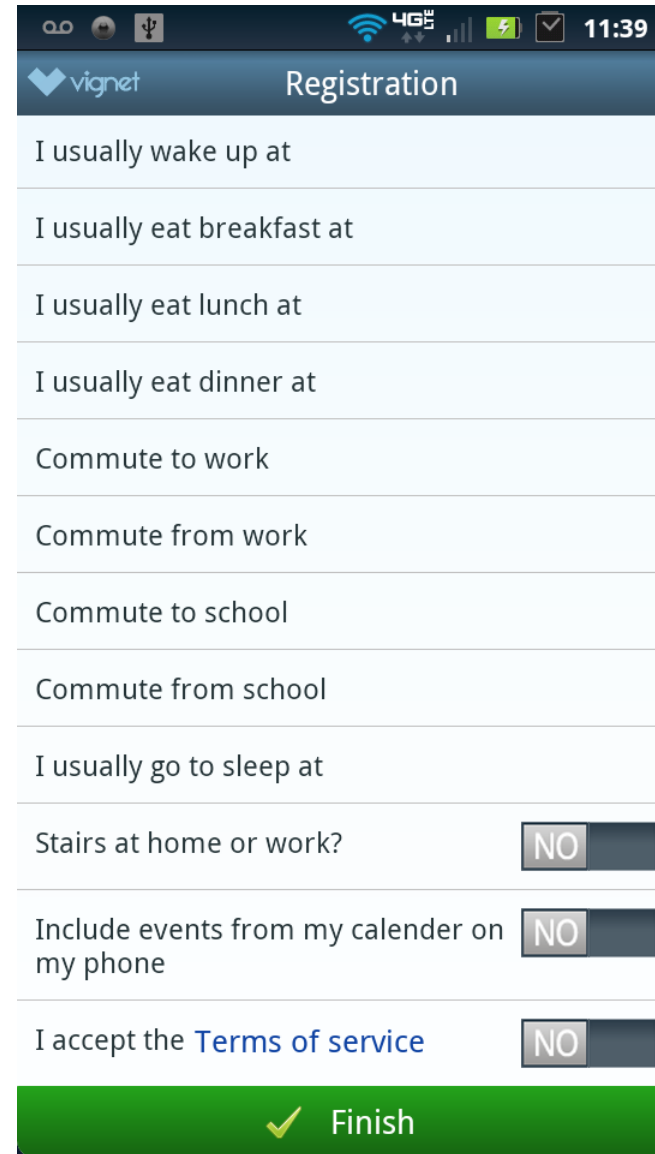 4G LTE 11:39
vignet Registration
I usually wake up at
I usually eat breakfast at
I usually eat lunch at
I usually eat dinner at
Commute to work
Commute from work
Commute to school
Commute from school
I usually go to sleep at
Stairs at home or work? NO
Include events from my calender on NO
my phone
I accept the Terms of service NO
Finish